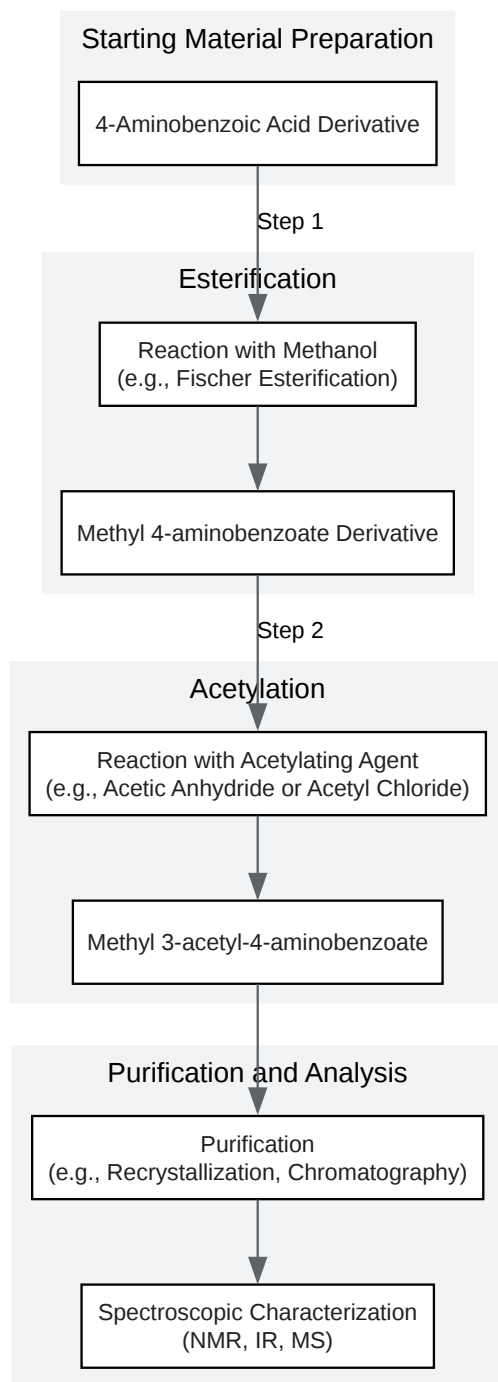 Starting Material Preparation
4-Aminobenzoic Acid Derivative
Step 1
Esterification
Reaction with Methanol
(e.g., Fischer Esterification)
Methyl 4-aminobenzoate Derivative
Step 2
Acetylation
Reaction with Acetylating Agent
(e.g., Acetic Anhydride or Acetyl Chloride)
Methyl 3-acetyl-4-aminobenzoate
Purification and Analysis
Purification
(e.g., Recrystallization, Chromatography)
Spectroscopic Characterization
(NMR, IR, MS)